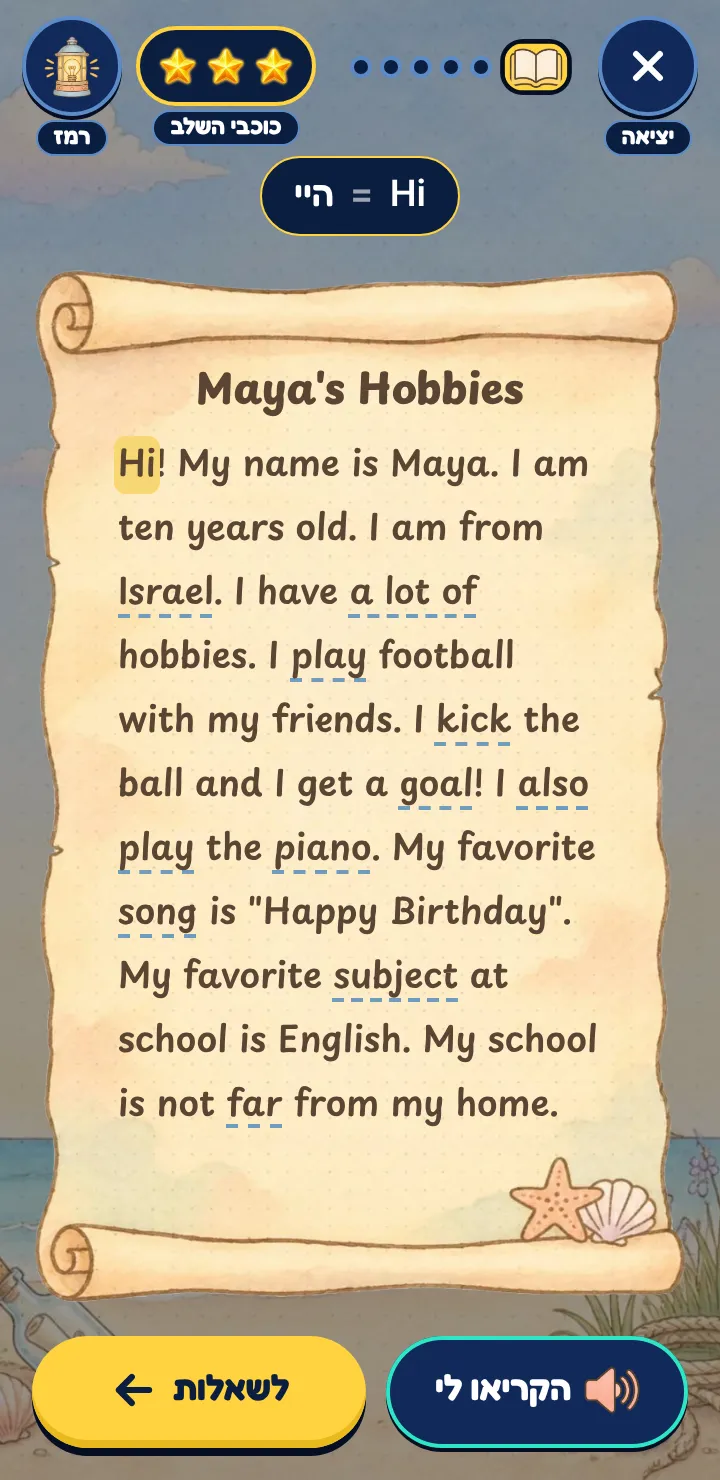 רמז
כוכבי השלב
יציאה
היי = Hi
Maya's Hobbies
Hi! My name is Maya. I am
ten years old. I am from
Israel. I have a lot of
hobbies. I play football
with my friends. I kick the
ball and I get a goal! I also
play the piano. My favorite
song is "Happy Birthday".
My favorite subject at
school is English. My school
is not far from my home.
הקריאו לי
לשאלות ←